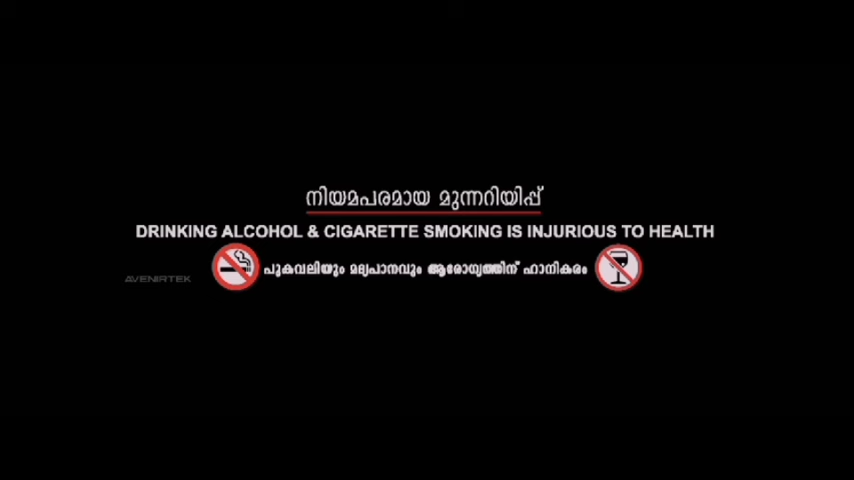 നിയമപരമായ മുന്നറിയിപ്പ്
DRINKING ALCOHOL & CIGARETTE SMOKING IS INJURIOUS TO HEALTH
പുകവലിയും മദ്യപാനവും ആരോഗ്യത്തിന് ഹാനികരം
AVENIRTEK